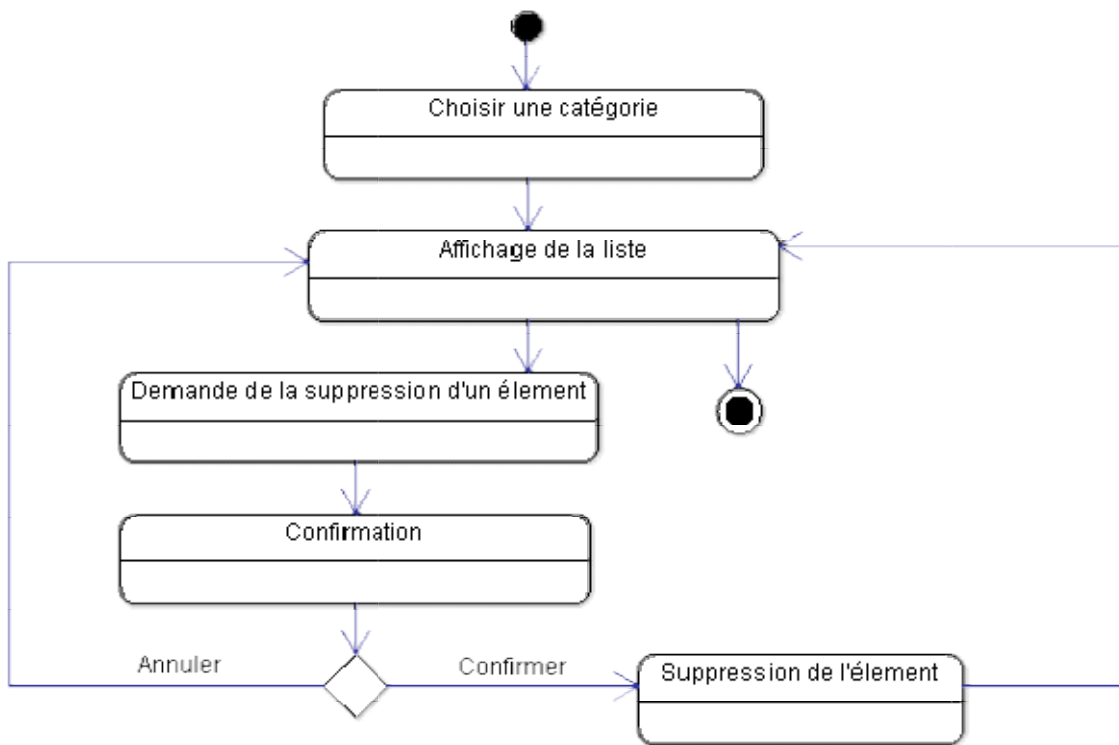 Choisir une catégorie
Affichage de la liste
Demande de la suppression d'un élement
Confirmation
Annuler
Confirmer
Suppression de l'élement